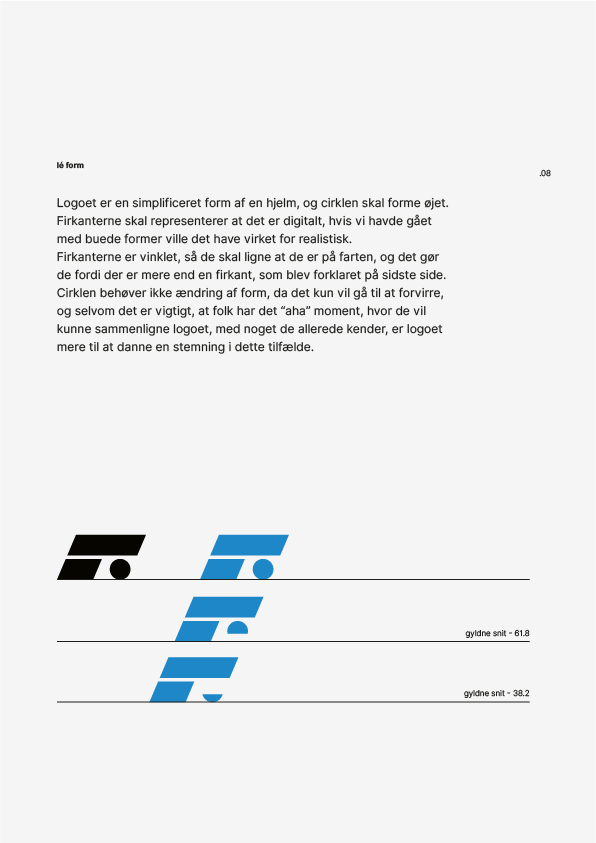 lé form
.08
Logoet er en simplificeret form af en hjelm, og cirklen skal forme øjet.
Firkanterne skal representerer at det er digitalt, hvis vi havde gået
med buede former ville det have virket for realistisk.
Firkanterne er vinklet, så de skal ligne at de er på farten, og det gør
de fordi der er mere end en firkant, som blev forklaret på sidste side.
Cirklen behøver ikke ændring af form, da det kun vil gå til at forvirre,
og selvom det er vigtigt, at folk har det “aha” moment, hvor de vil
kunne sammenligne logoet, med noget de allerede kender, er logoet
mere til at danne en stemning i dette tilfælde.
gyldne snit - 61.8
gyldne snit - 38.2